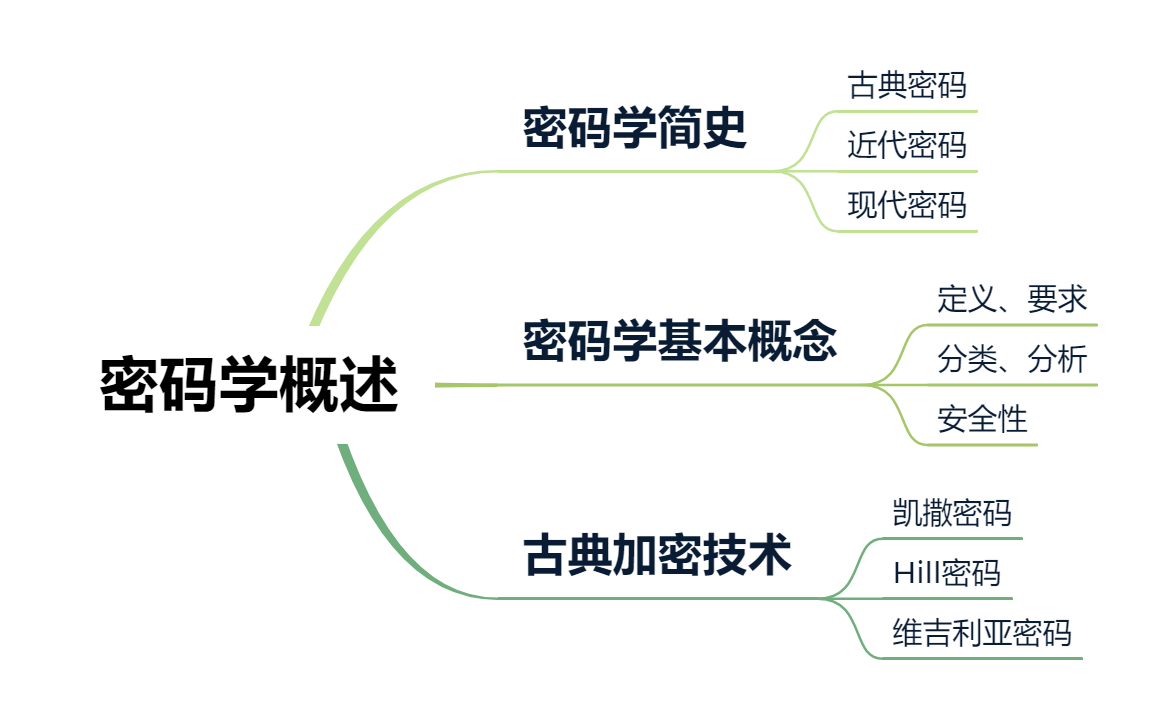 密码学概述
密码学简史
古典密码
近代密码
现代密码
密码学基本概念
定义、要求
分类、分析
安全性
古典加密技术
凯撒密码
Hill密码
维吉利亚密码